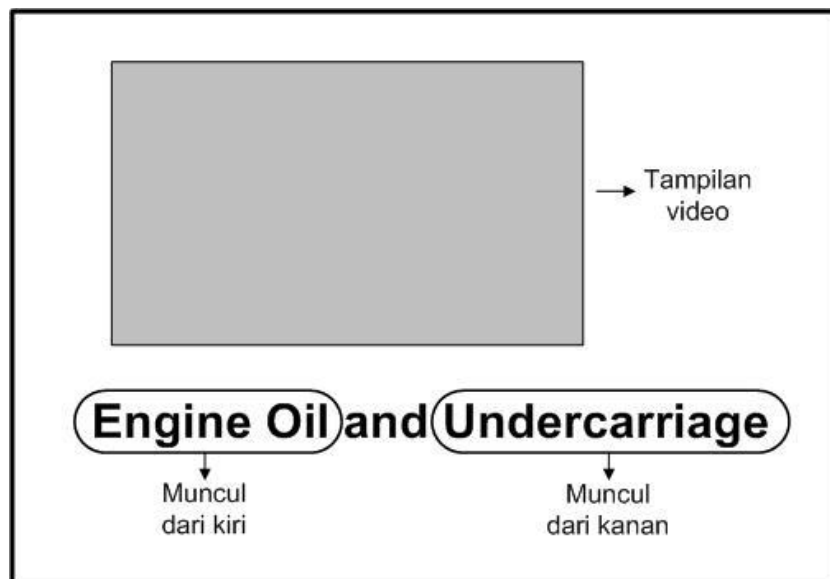 Tampilan
video
Engine Oil and Undercarriage
Muncul
dari kiri
Muncul
dari kanan